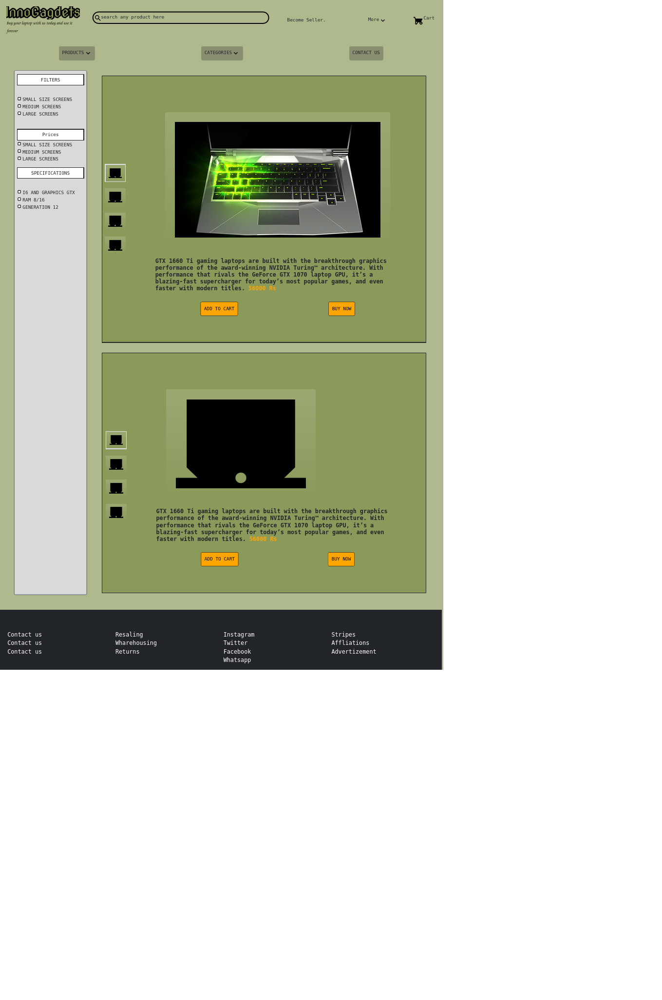 InnoGagdets
buy your laptop with us today and use it
forever
search any product here
Become Seller.
More
Cart
PRODUCTS
CATEGORIES
CONTACT US
FILTERS
SMALL SIZE SCREENS
MEDIUM SCREENS
LARGE SCREENS
Prices
SMALL SIZE SCREENS
MEDIUM SCREENS
LARGE SCREENS
SPECIFICATIONS
I6 AND GRAPHICS GTX
RAM 8/16
GENERATION 12
GTX 1660 Ti gaming laptops are built with the breakthrough graphics
performance of the award-winning NVIDIA Turing™ architecture. With
performance that rivals the GeForce GTX 1070 laptop GPU, it’s a
blazing-fast supercharger for today’s most popular games, and even
faster with modern titles. 56000 Rs
ADD TO CART
BUY NOW
GTX 1660 Ti gaming laptops are built with the breakthrough graphics
performance of the award-winning NVIDIA Turing™ architecture. With
performance that rivals the GeForce GTX 1070 laptop GPU, it’s a
blazing-fast supercharger for today’s most popular games, and even
faster with modern titles. 56000 Rs
ADD TO CART
BUY NOW
Contact us
Contact us
Contact us
Resaling
Wharehousing
Returns
Instagram
Twitter
Facebook
Whatsapp
Stripes
Affliations
Advertizement